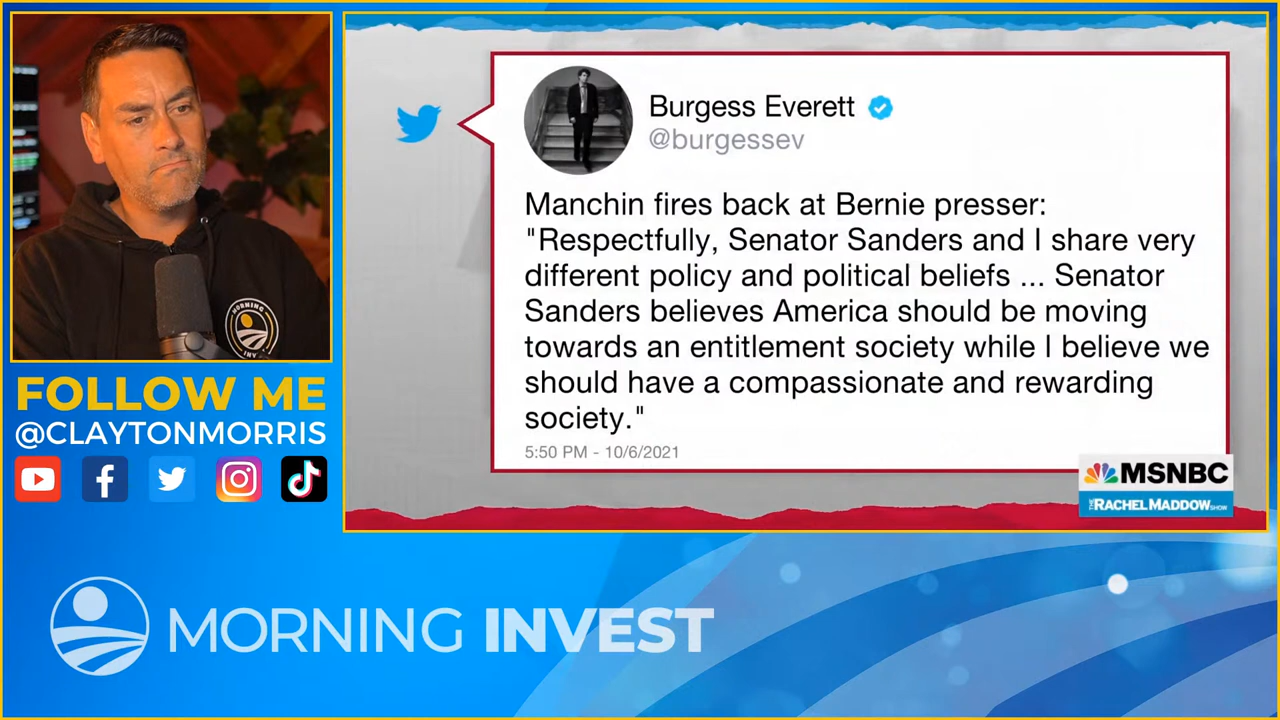 FOLLOW ME
@CLAYTONMORRIS
MORNING INVEST
Burgess Everett
@burgessev
Manchin fires back at Bernie presser:
"Respectfully, Senator Sanders and I share very
different policy and political beliefs ... Senator
Sanders believes America should be moving
towards an entitlement society while I believe we
should have a compassionate and rewarding
society."
5:50 PM - 10/6/2021
MSNBC
THE RACHEL MADDOW SHOW
MORNING